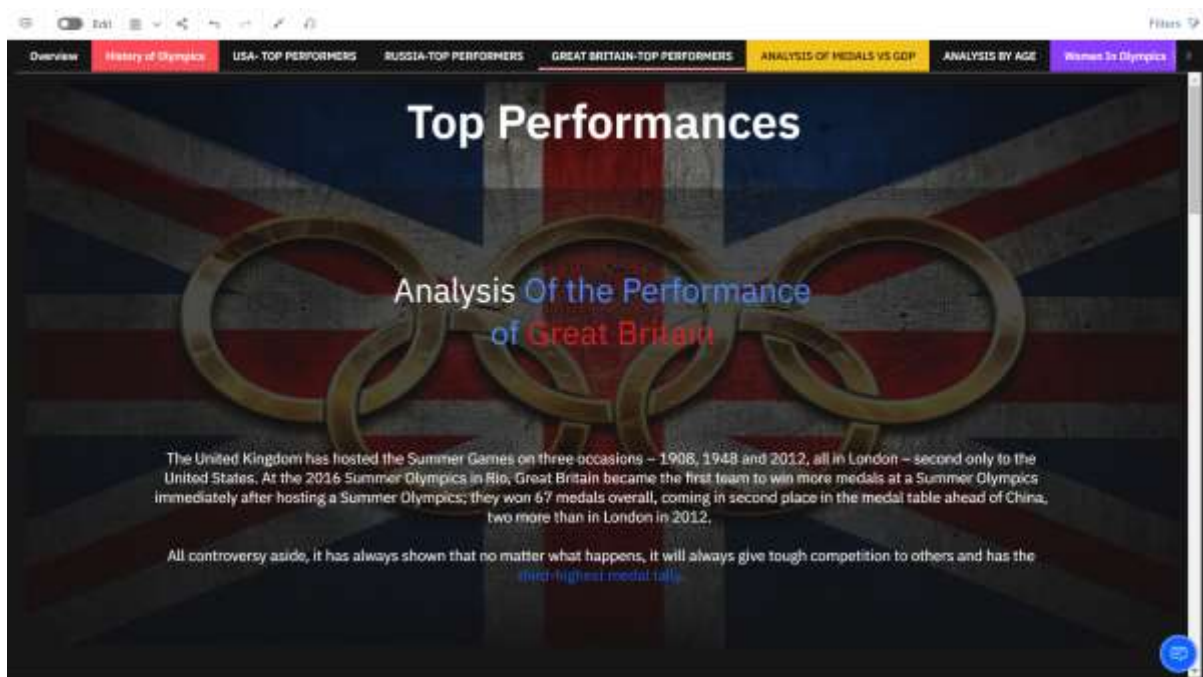 Edit
Filters
Overview
History of Olympics
USA- TOP PERFORMERS
RUSSIA-TOP PERFORMERS
GREAT BRITAIN-TOP PERFORMERS
ANALYSIS OF MEDALS VS GDP
ANALYSIS BY AGE
Women In Olympics
Top Performances
Analysis Of the Performance
of Great Britain
The United Kingdom has hosted the Summer Games on three occasions – 1908, 1948 and 2012, all in London – second only to the
United States. At the 2016 Summer Olympics in Rio, Great Britain became the first team to win more medals at a Summer Olympics
immediately after hosting a Summer Olympics; they won 67 medals overall, coming in second place in the medal table ahead of China,
two more than in London in 2012.
All controversy aside, it has always shown that no matter what happens, it will always give tough competition to others and has the
third-highest medal tally.